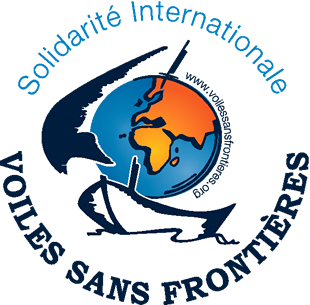 Solidarité Internationale
www.voilessansfrontieres.org
VOILES SANS FRONTIÈRES